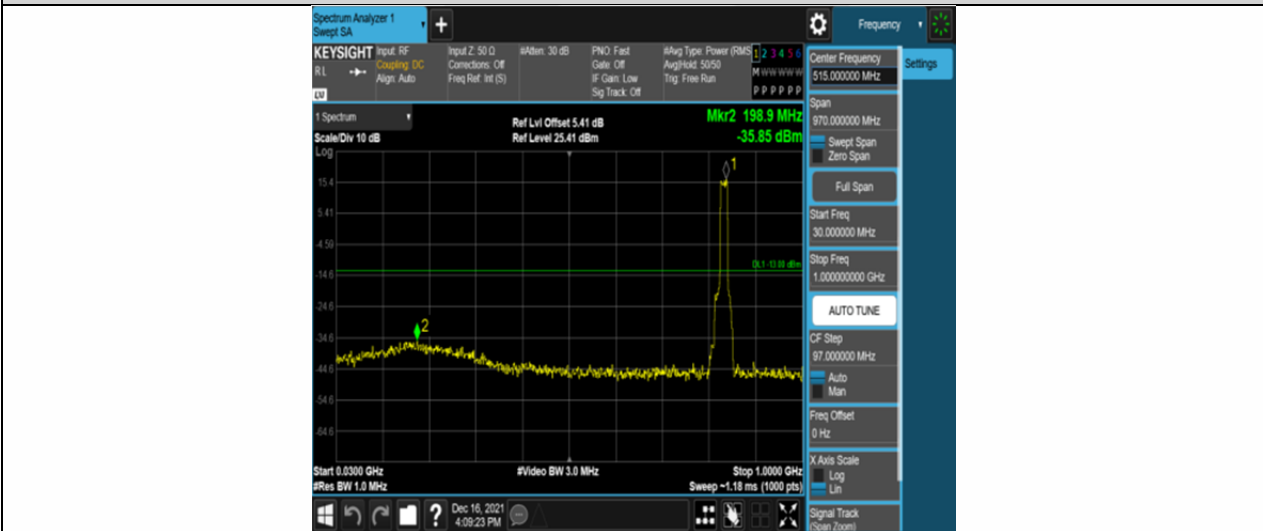 Spectrum Analyzer 1
Swept SA
+
Frequency
KEYSIGHT
RL
LXI
Input: RF
Coupling: DC
Align: Auto
Input Z: 50 Ω
Corrections: Off
Freq Ref: Int (S)
#Atten: 30 dB
PNO: Fast
Gate: Off
IF Gain: Low
Sig Track: Off
#Avg Type: Power (RMS
Avg|Hold: 50/50
Trig: Free Run
1 2 3 4 5 6
M W W W W W
P P P P P P
1 Spectrum
Scale/Div 10 dB
Log
Ref Lvl Offset 5.41 dB
Ref Level 25.41 dBm
Mkr2 198.9 MHz
-35.85 dBm
15.4
5.41
-4.59
-14.6
-24.6
-34.6
-44.6
-54.6
-64.6
1
DL1 -13.00 dBm
2
Start 0.0300 GHz
#Res BW 1.0 MHz
#Video BW 3.0 MHz
Stop 1.0000 GHz
Sweep ~1.18 ms (1000 pts)
?
Dec 16, 2021
4:09:23 PM
Center Frequency
515.000000 MHz
Settings
Span
970.000000 MHz
Swept Span
Zero Span
Full Span
Start Freq
30.000000 MHz
Stop Freq
1.000000000 GHz
AUTO TUNE
CF Step
97.000000 MHz
Auto
Man
Freq Offset
0 Hz
X Axis Scale
Log
Lin
Signal Track
(Span Zoom)